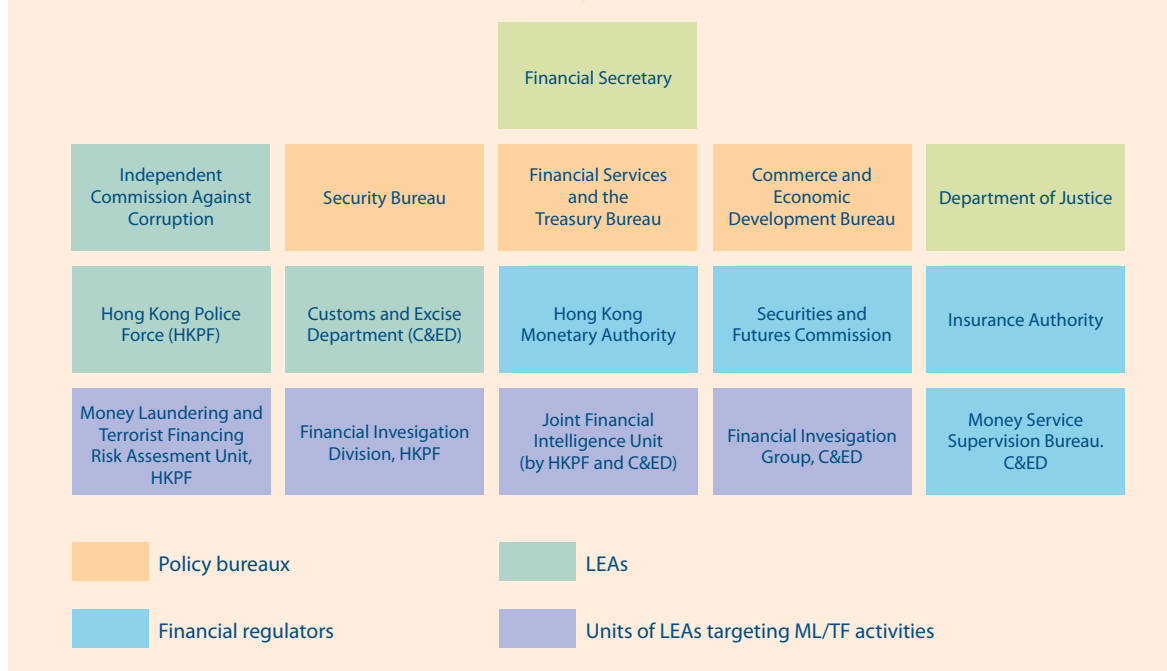 Financial Secretary
Independent
Commission Against
Corruption
Security Bureau
Financial Services
and the
Treasury Bureau
Commerce and
Economic
Development Bureau
Department of Justice
Hong Kong Police
Force (HKPF)
Customs and Excise
Department (C&ED)
Hong Kong
Monetary Authority
Securities and
Futures Commission
Insurance Authority
Money Laundering and
Terrorist Financing
Risk Assesment Unit,
HKPF
Financial Invesigation
Division, HKPF
Joint Financial
Intelligence Unit
(by HKPF and C&ED)
Financial Invesigation
Group, C&ED
Money Service
Supervision Bureau.
C&ED
Policy bureaux
LEAs
Financial regulators
Units of LEAs targeting ML/TF activities